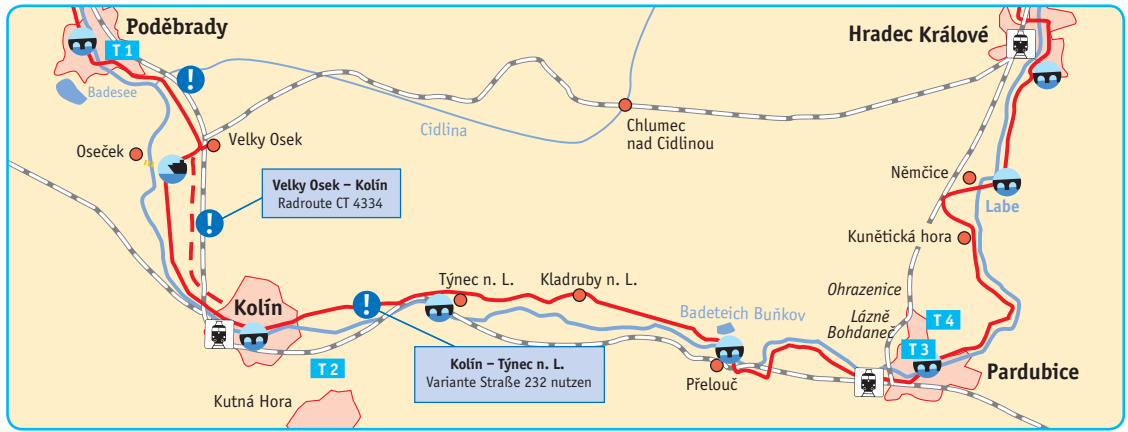 Poděbrady
T 1
Hradec Králové
!
Badesee
Cidlina
Chlumec
nad Cidlinou
Oseček
Velky Osek
Velky Osek – Kolín
Radroute CT 4334
!
Němčice
Labe
Kunětická hora
Týnec n. L.
Kladruby n. L.
Kolín
!
Badeteich Buňkov
Ohrazenice
Lázně
Bohdaneč
T 4
T 3
T 2
Kolín – Týnec n. L.
Variante Straße 232 nutzen
Přelouč
Pardubice
Kutná Hora